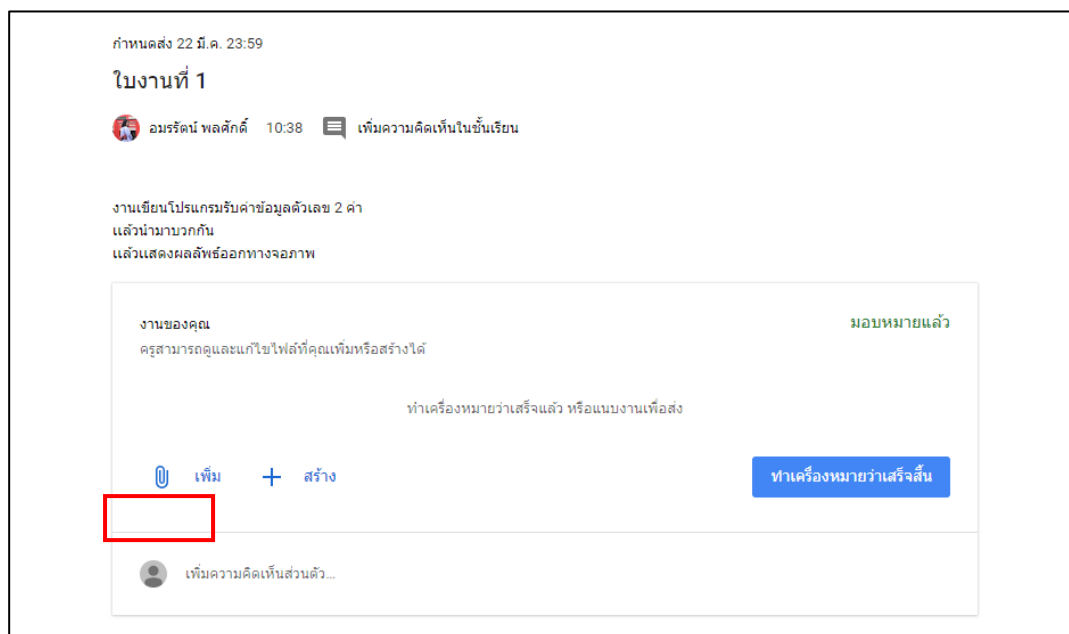 กำหนดส่ง 22 มี.ค. 23:59
ใบงานที่ 1
อมรรัตน์ พลศักดิ์ 10:38 เพิ่มความคิดเห็นในชั้นเรียน
งานเขียนโปรแกรมรับค่าข้อมูลตัวเลข 2 ค่า
แล้วนำมาบวกกัน
แล้วแสดงผลลัพธ์ออกทางจอภาพ
งานของคุณ มอบหมายแล้ว
ครูสามารถดูและแก้ไขไฟล์ที่คุณเพิ่มหรือสร้างได้
ทำเครื่องหมายว่าเสร็จแล้ว หรือแนบงานเพื่อส่ง
เพิ่ม สร้าง ทำเครื่องหมายว่าเสร็จสิ้น
เพิ่มความคิดเห็นส่วนตัว...